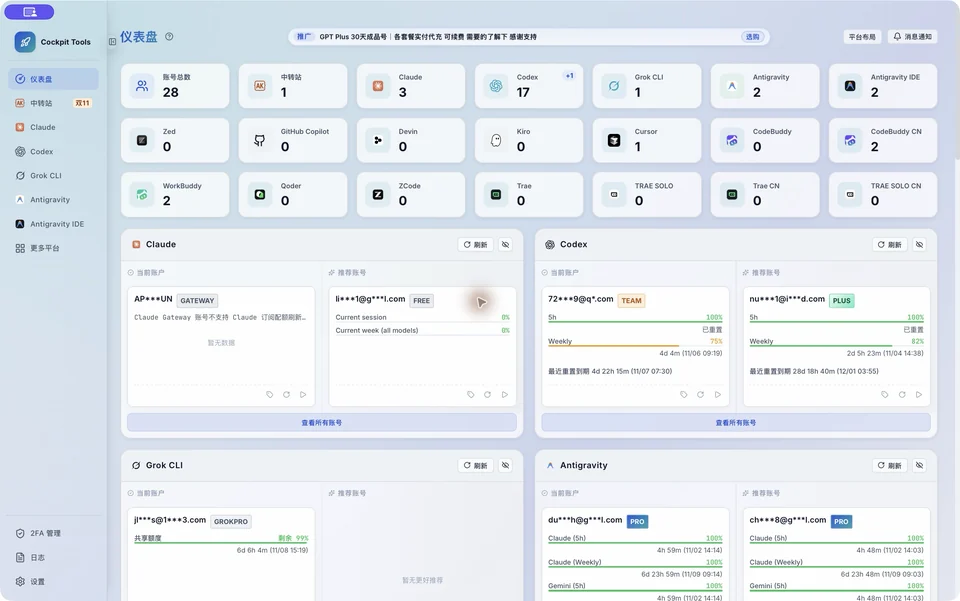 Cockpit Tools
仪表盘
中转站
双11
Claude
Codex
Grok CLI
Antigravity
Antigravity IDE
更多平台
2FA 管理
日志
设置
仪表盘
推广 GPT Plus 30天成品号｜各套餐实付代充 可续费 需要的了解下 感谢支持 选购
平台布局
消息通知
账号总数 28
中转站 1
Claude 3
Codex 17 +1
Grok CLI 1
Antigravity 2
Antigravity IDE 2
Zed 0
GitHub Copilot 0
Devin 0
Kiro 0
Cursor 1
CodeBuddy 0
CodeBuddy CN 2
WorkBuddy 2
Qoder 0
ZCode 0
Trae 0
TRAE SOLO 0
Trae CN 0
TRAE SOLO CN 0
Claude
刷新
当前账户
AP***UN GATEWAY
Claude Gateway 账号不支持 Claude 订阅配额刷新…
暂无数据
推荐账号
li***1@g***l.com FREE
Current session 0%
Current week (all models) 0%
查看所有账号
Codex
刷新
当前账户
72***9@q*.com TEAM
5h 100%
已重置
Weekly 75%
4d 4m (11/06 09:19)
最近重置到期 4d 22h 15m (11/07 07:30)
推荐账号
nu***1@i***d.com PLUS
5h 100%
已重置
Weekly 82%
2d 5h 23m (11/04 14:38)
最近重置到期 28d 18h 40m (12/01 03:55)
查看所有账号
Grok CLI
刷新
当前账户
jl***s@1***3.com GROKPRO
共享额度 剩余 99%
6d 6h 4m (11/08 15:19)
推荐账号
暂无更好推荐
Antigravity
刷新
当前账户
du***h@g***l.com PRO
Claude (5h) 100%
4h 59m (11/02 14:14)
Claude (Weekly) 100%
6d 23h 59m (11/09 09:14)
Gemini (5h) 100%
4h 59m (11/02 14:14)
推荐账号
ch***8@g***l.com PRO
Claude (5h) 100%
4h 48m (11/02 14:03)
Claude (Weekly) 100%
6d 23h 48m (11/09 09:03)
Gemini (5h) 100%
4h 48m (11/02 14:03)